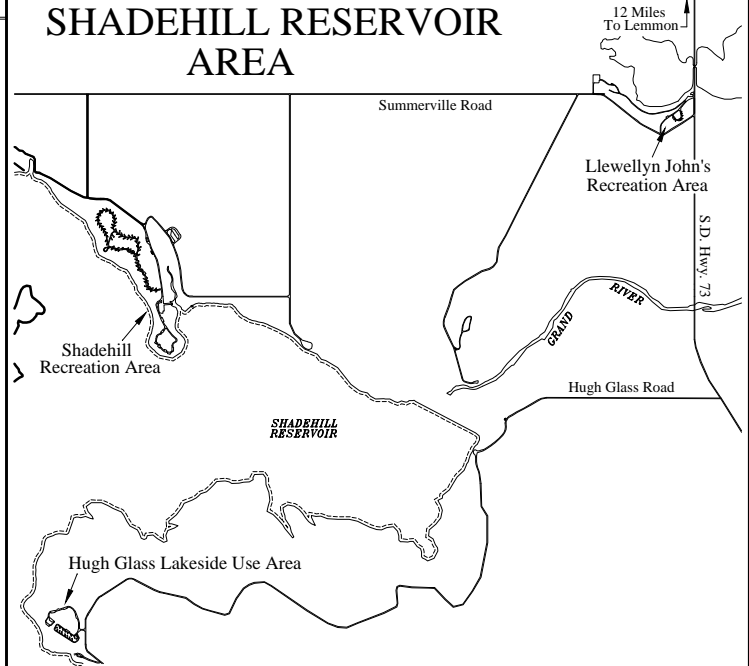 SHADEHILL RESERVOIR
AREA
12 Miles
To Lemmon
Summerville Road
Llewellyn John's
Recreation Area
S.D. Hwy. 73
GRAND RIVER
Shadehill
Recreation Area
Hugh Glass Road
SHADEHILL
RESERVOIR
Hugh Glass Lakeside Use Area